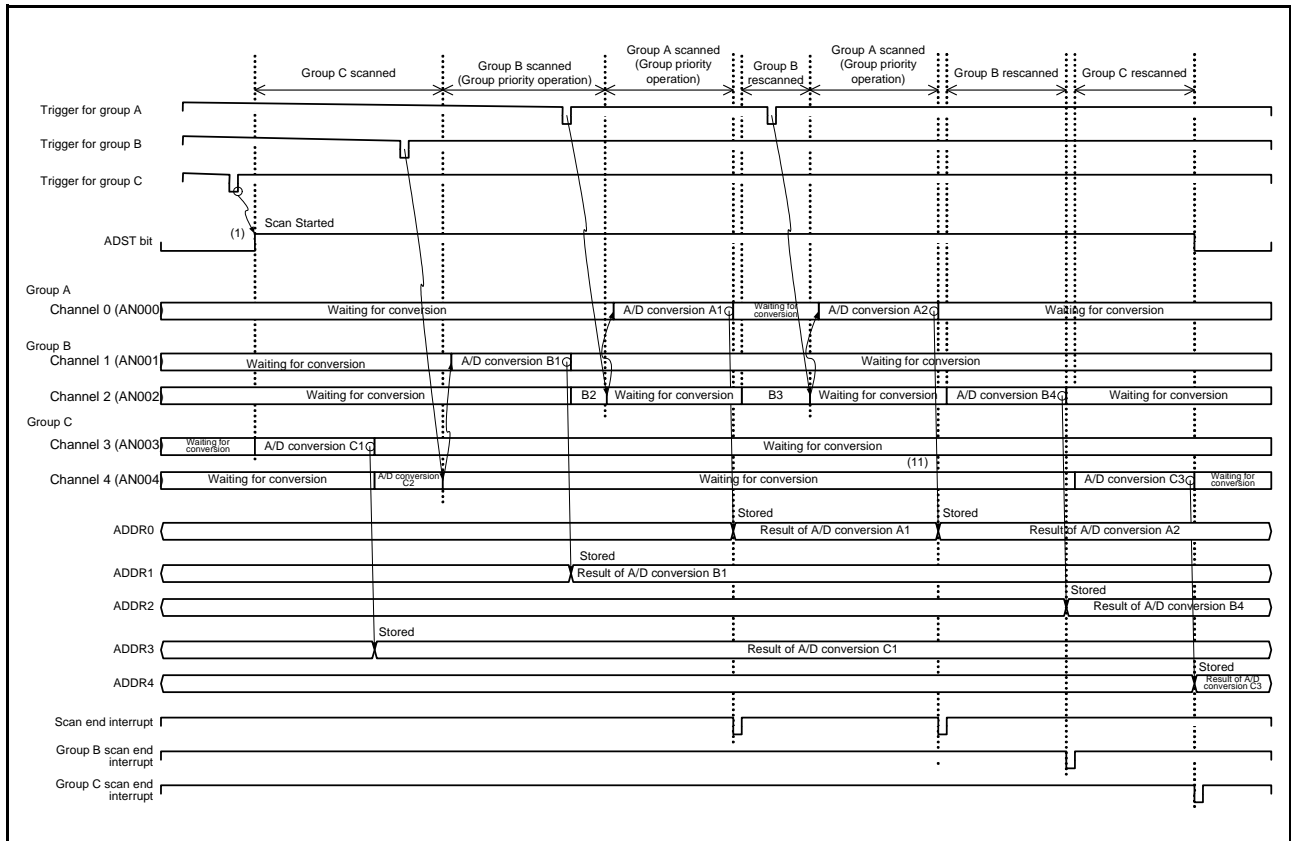 Group C scanned
Group B scanned
(Group priority operation)
Group A scanned
(Group priority
operation)
Group B
rescanned
Group A scanned
(Group priority
operation)
Group B rescanned
Group C rescanned
Trigger for group A
Trigger for group B
Trigger for group C
(1)
Scan Started
ADST bit
Group A
Channel 0 (AN000)
Waiting for conversion
A/D conversion A1
Waiting for
conversion
A/D conversion A2
Waiting for conversion
Group B
Channel 1 (AN001)
Waiting for conversion
A/D conversion B1
Waiting for conversion
Channel 2 (AN002)
Waiting for conversion
B2
Waiting for conversion
B3
Waiting for conversion
A/D conversion B4
Waiting for conversion
Group C
Channel 3 (AN003)
Waiting for
conversion
A/D conversion C1
Waiting for conversion
(11)
Channel 4 (AN004)
Waiting for conversion
A/D conversion
C2
Waiting for conversion
A/D conversion C3
Waiting for
conversion
ADDR0
Stored
Result of A/D conversion A1
Stored
Result of A/D conversion A2
ADDR1
Stored
Result of A/D conversion B1
ADDR2
Stored
Result of A/D conversion B4
ADDR3
Stored
Result of A/D conversion C1
ADDR4
Stored
Result of A/D
conversion C3
Scan end interrupt
Group B scan end
interrupt
Group C scan end
interrupt